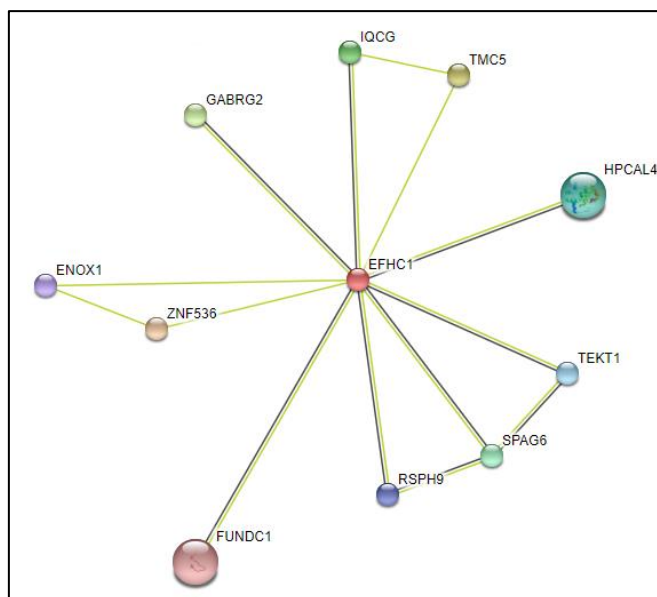 IQCG
TMC5
GABRG2
HPCAL4
EFHC1
ENOX1
ZNF536
TEKT1
SPAG6
RSPH9
FUNDC1